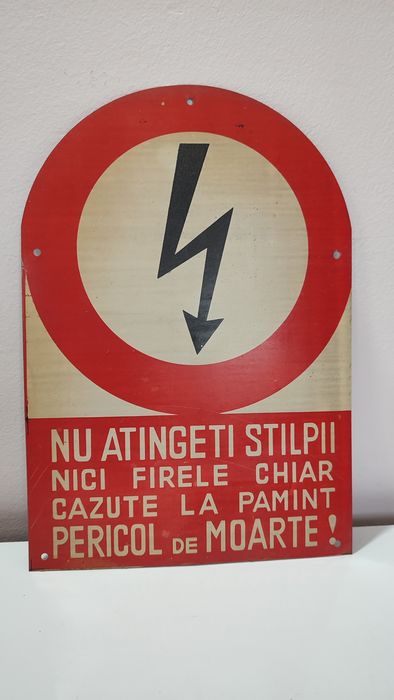 NU ATINGETI STILPII
NICI FIRELE CHIAR
CAZUTE LA PAMINT
PERICOL DE MOARTE!